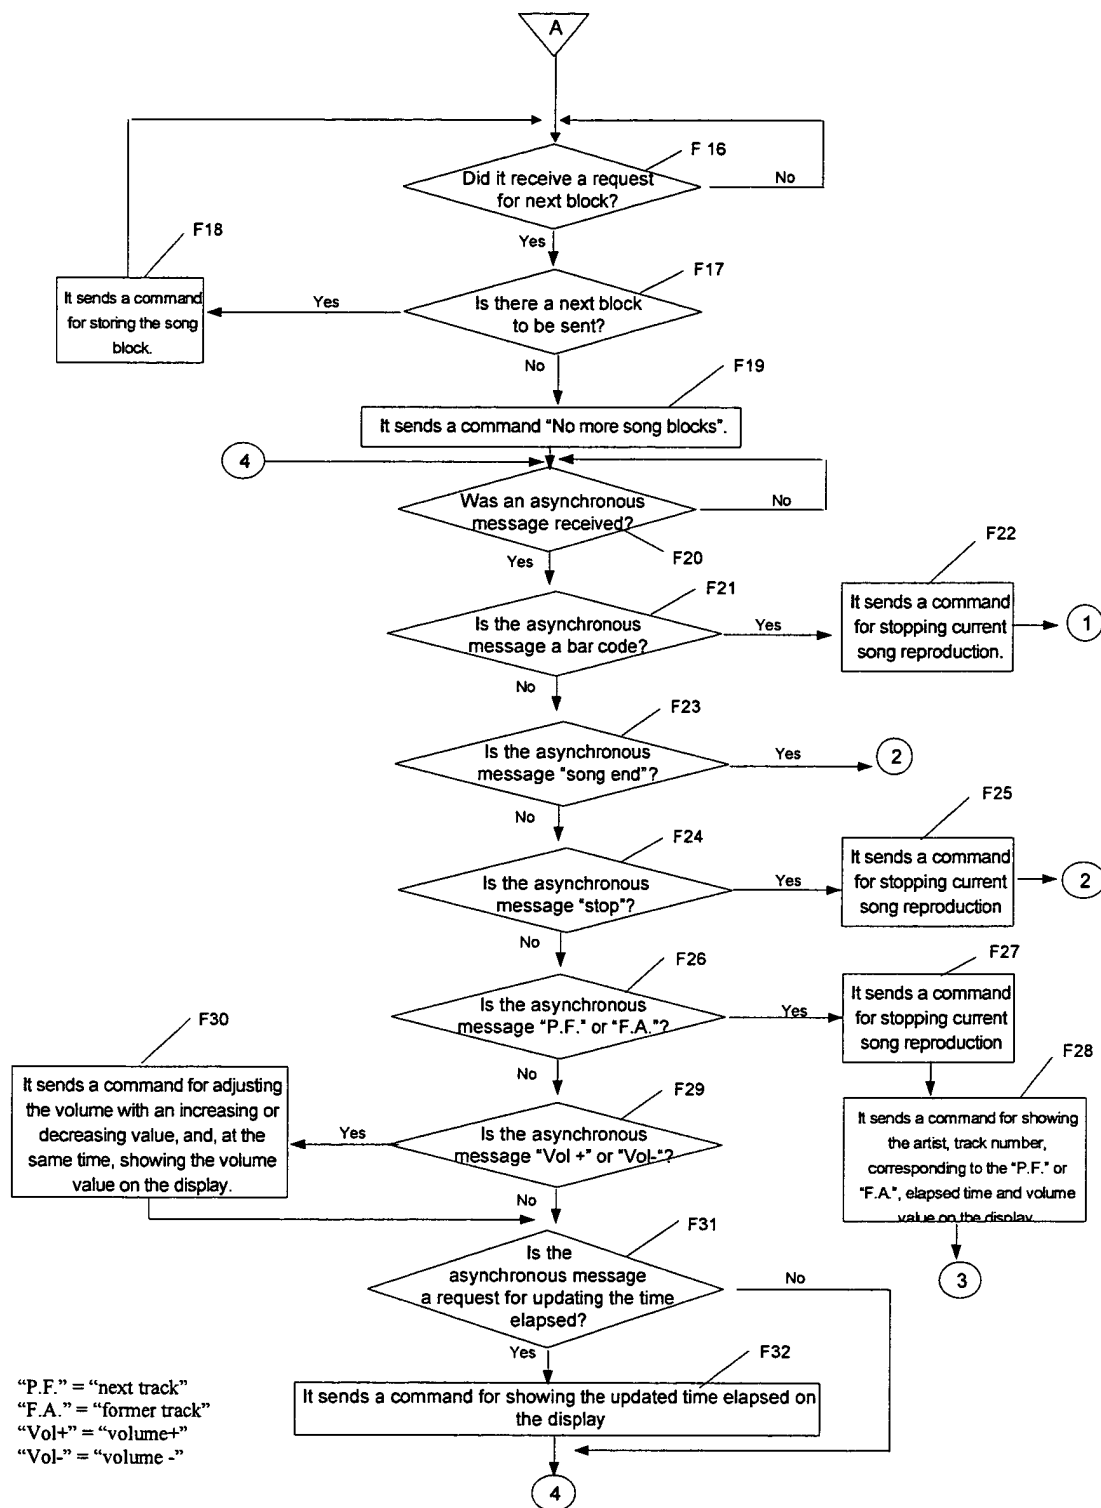 A
F 16
Did it receive a request
for next block?
No
Yes
F18
F17
It sends a command
for storing the song
block.
Yes
Is there a next block
to be sent?
No
F19
It sends a command “No more song blocks”.
4
Was an asynchronous
message received?
No
F20
Yes
F22
F21
Is the asynchronous
message a bar code?
Yes
It sends a command
for stopping current
song reproduction.
1
No
F23
Is the asynchronous
message “song end”?
Yes
2
No
F25
F24
Is the asynchronous
message “stop”?
Yes
It sends a command
for stopping current
song reproduction
2
No
F27
F26
Is the asynchronous
message “P.F.” or “F.A.”?
Yes
It sends a command
for stopping current
song reproduction
F30
No
F28
F29
It sends a command for adjusting
the volume with an increasing or
decreasing value, and, at the
same time, showing the volume
value on the display.
Yes
Is the asynchronous
message “Vol +” or “Vol-“?
It sends a command for showing
the artist, track number,
corresponding to the “P.F.” or
“F.A.”, elapsed time and volume
value on the display
No
F31
Is the
asynchronous message
a request for updating the time
elapsed?
No
3
Yes
F32
It sends a command for showing the updated time elapsed on
the display
“P.F.” = “next track”
“F.A.” = “former track”
“Vol+” = “volume+”
“Vol-” = “volume -”
4